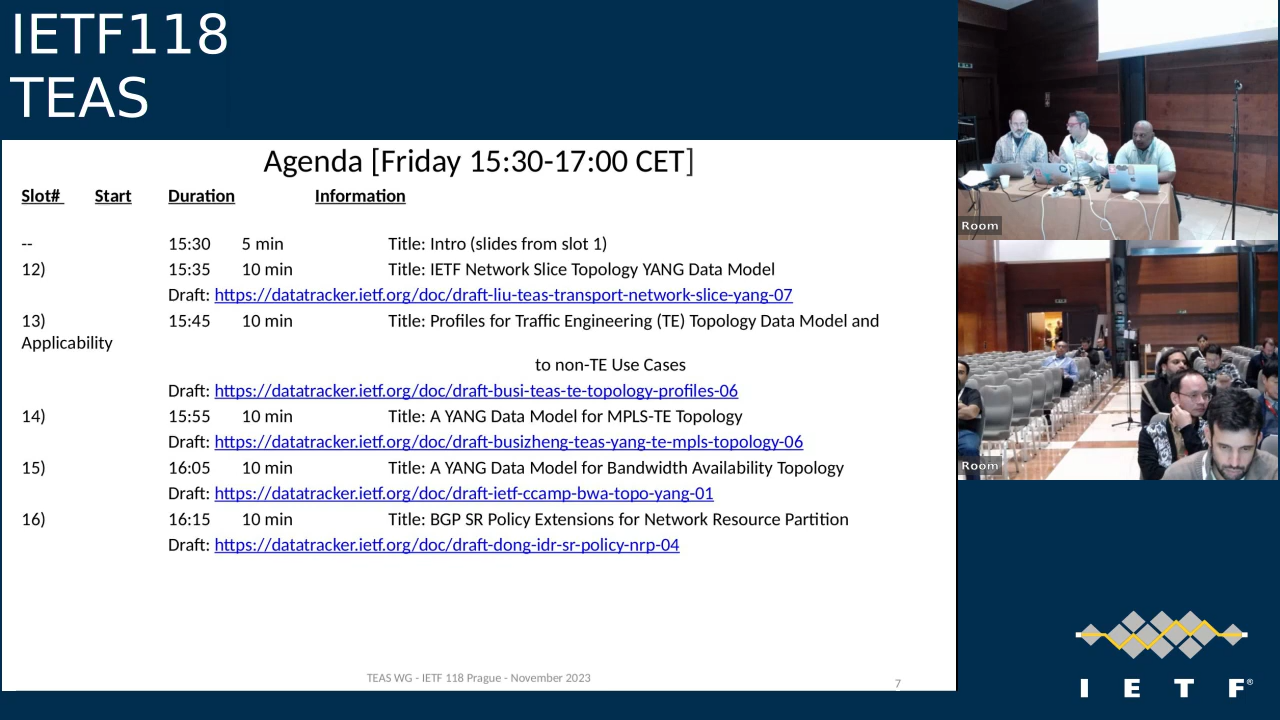 IETF118
TEAS
Agenda [Friday 15:30-17:00 CET]
Slot# Start Duration Information
-- 15:30 5 min Title: Intro (slides from slot 1)
12) 15:35 10 min Title: IETF Network Slice Topology YANG Data Model
Draft: https://datatracker.ietf.org/doc/draft-liu-teas-transport-network-slice-yang-07
13) 15:45 10 min Title: Profiles for Traffic Engineering (TE) Topology Data Model and
Applicability
to non-TE Use Cases
Draft: https://datatracker.ietf.org/doc/draft-busi-teas-te-topology-profiles-06
14) 15:55 10 min Title: A YANG Data Model for MPLS-TE Topology
Draft: https://datatracker.ietf.org/doc/draft-busizheng-teas-yang-te-mpls-topology-06
15) 16:05 10 min Title: A YANG Data Model for Bandwidth Availability Topology
Draft: https://datatracker.ietf.org/doc/draft-ietf-ccamp-bwa-topo-yang-01
16) 16:15 10 min Title: BGP SR Policy Extensions for Network Resource Partition
Draft: https://datatracker.ietf.org/doc/draft-dong-idr-sr-policy-nrp-04
TEAS WG - IETF 118 Prague - November 2023
7
Room
Room
I E T F®